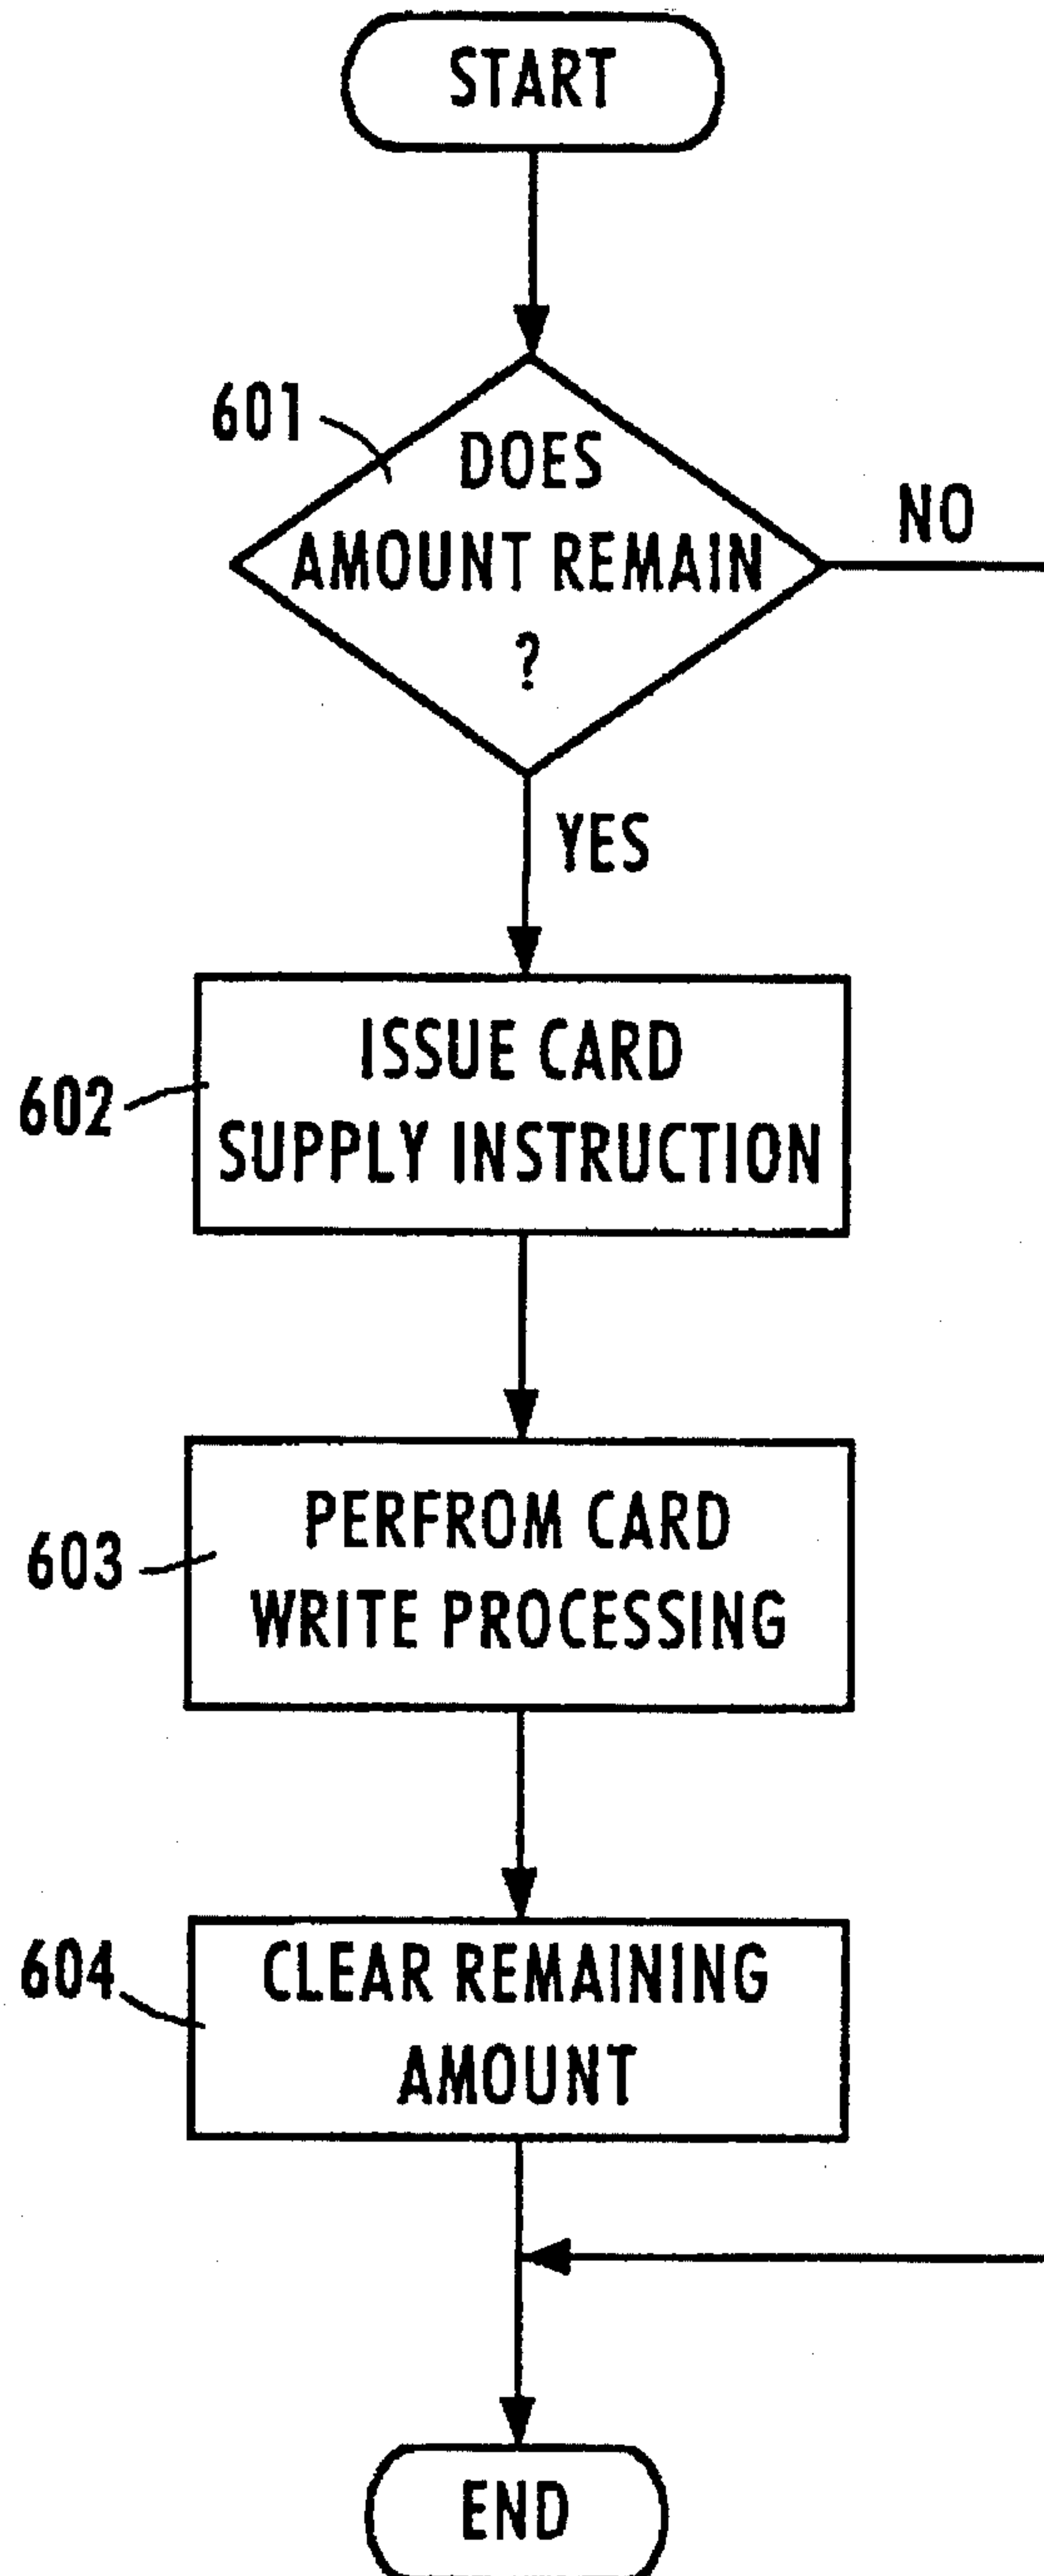 START
601
DOES
AMOUNT REMAIN
?
NO
YES
602
ISSUE CARD
SUPPLY INSTRUCTION
603
PERFROM CARD
WRITE PROCESSING
604
CLEAR REMAINING
AMOUNT
END